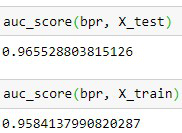 auc_score(bpr, X_test)
0.965528803815126
auc_score(bpr, X_train)
0.9584137990820287